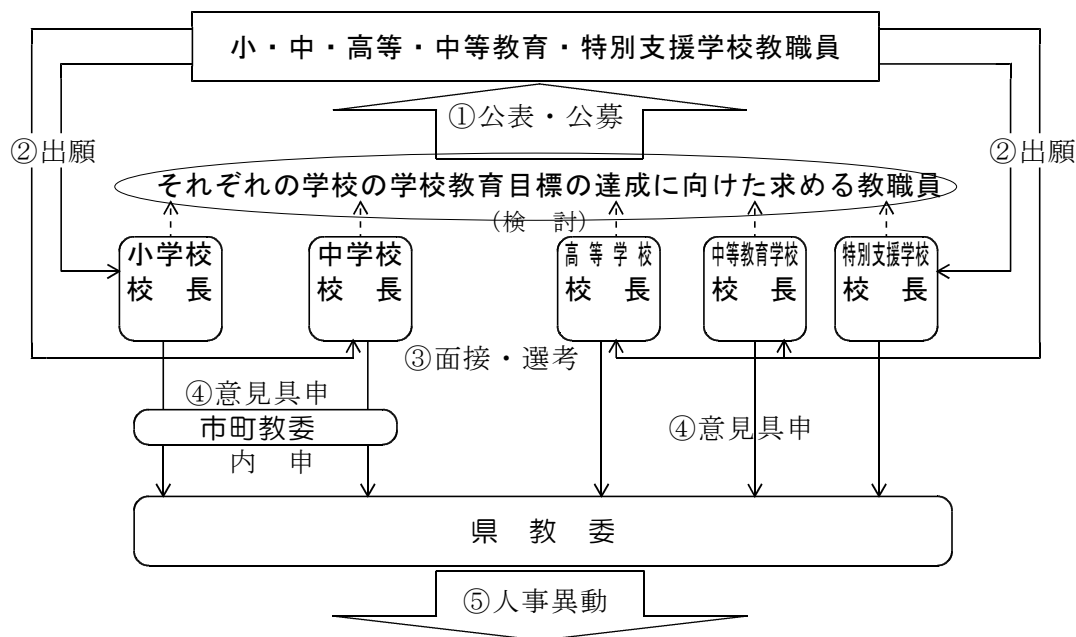 小・中・高等・中等教育・特別支援学校教職員
①公表・公募
②出願
②出願
それぞれの学校の学校教育目標の達成に向けた求める教職員
(検　討)
小学校
校　長
中学校
校　長
高等学校
校　長
中等教育学校
校　長
特別支援学校
校　長
③面接・選考
④意見具申
市町教委
内　申
④意見具申
県　教　委
⑤人事異動